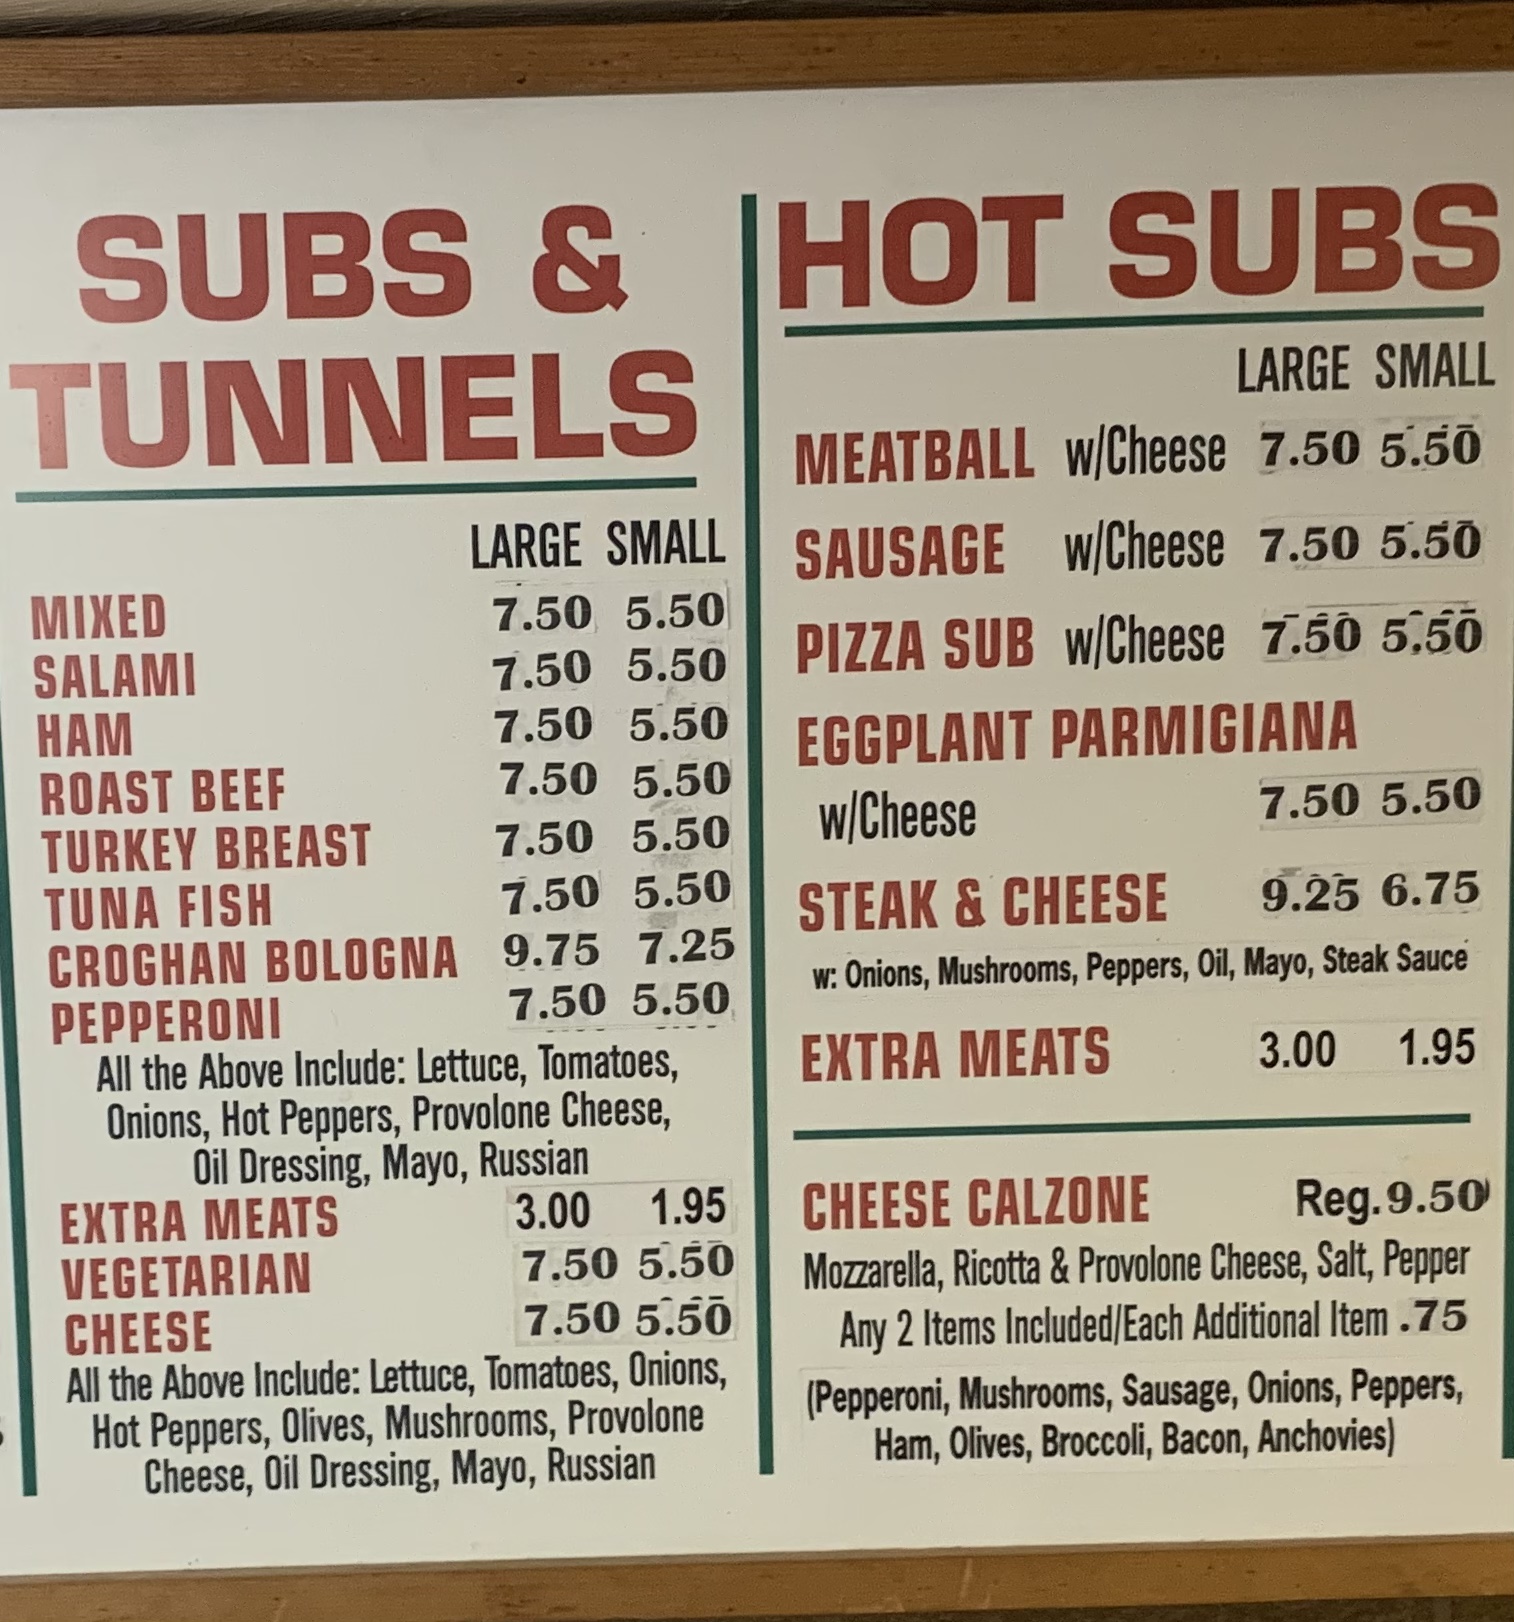 SUBS &
TUNNELS
LARGE SMALL
MIXED 7.50 5.50
SALAMI 7.50 5.50
HAM 7.50 5.50
ROAST BEEF 7.50 5.50
TURKEY BREAST 7.50 5.50
TUNA FISH 7.50 5.50
CROGHAN BOLOGNA 9.75 7.25
PEPPERONI 7.50 5.50
All the Above Include: Lettuce, Tomatoes,
Onions, Hot Peppers, Provolone Cheese,
Oil Dressing, Mayo, Russian
EXTRA MEATS 3.00 1.95
VEGETARIAN 7.50 5.50
CHEESE 7.50 5.50
All the Above Include: Lettuce, Tomatoes, Onions,
Hot Peppers, Olives, Mushrooms, Provolone
Cheese, Oil Dressing, Mayo, Russian
HOT SUBS
LARGE SMALL
MEATBALL w/Cheese 7.50 5.50
SAUSAGE w/Cheese 7.50 5.50
PIZZA SUB w/Cheese 7.50 5.50
EGGPLANT PARMIGIANA
w/Cheese 7.50 5.50
STEAK & CHEESE 9.25 6.75
w: Onions, Mushrooms, Peppers, Oil, Mayo, Steak Sauce
EXTRA MEATS 3.00 1.95
CHEESE CALZONE Reg. 9.50
Mozzarella, Ricotta & Provolone Cheese, Salt, Pepper
Any 2 Items Included/Each Additional Item .75
(Pepperoni, Mushrooms, Sausage, Onions, Peppers,
Ham, Olives, Broccoli, Bacon, Anchovies)